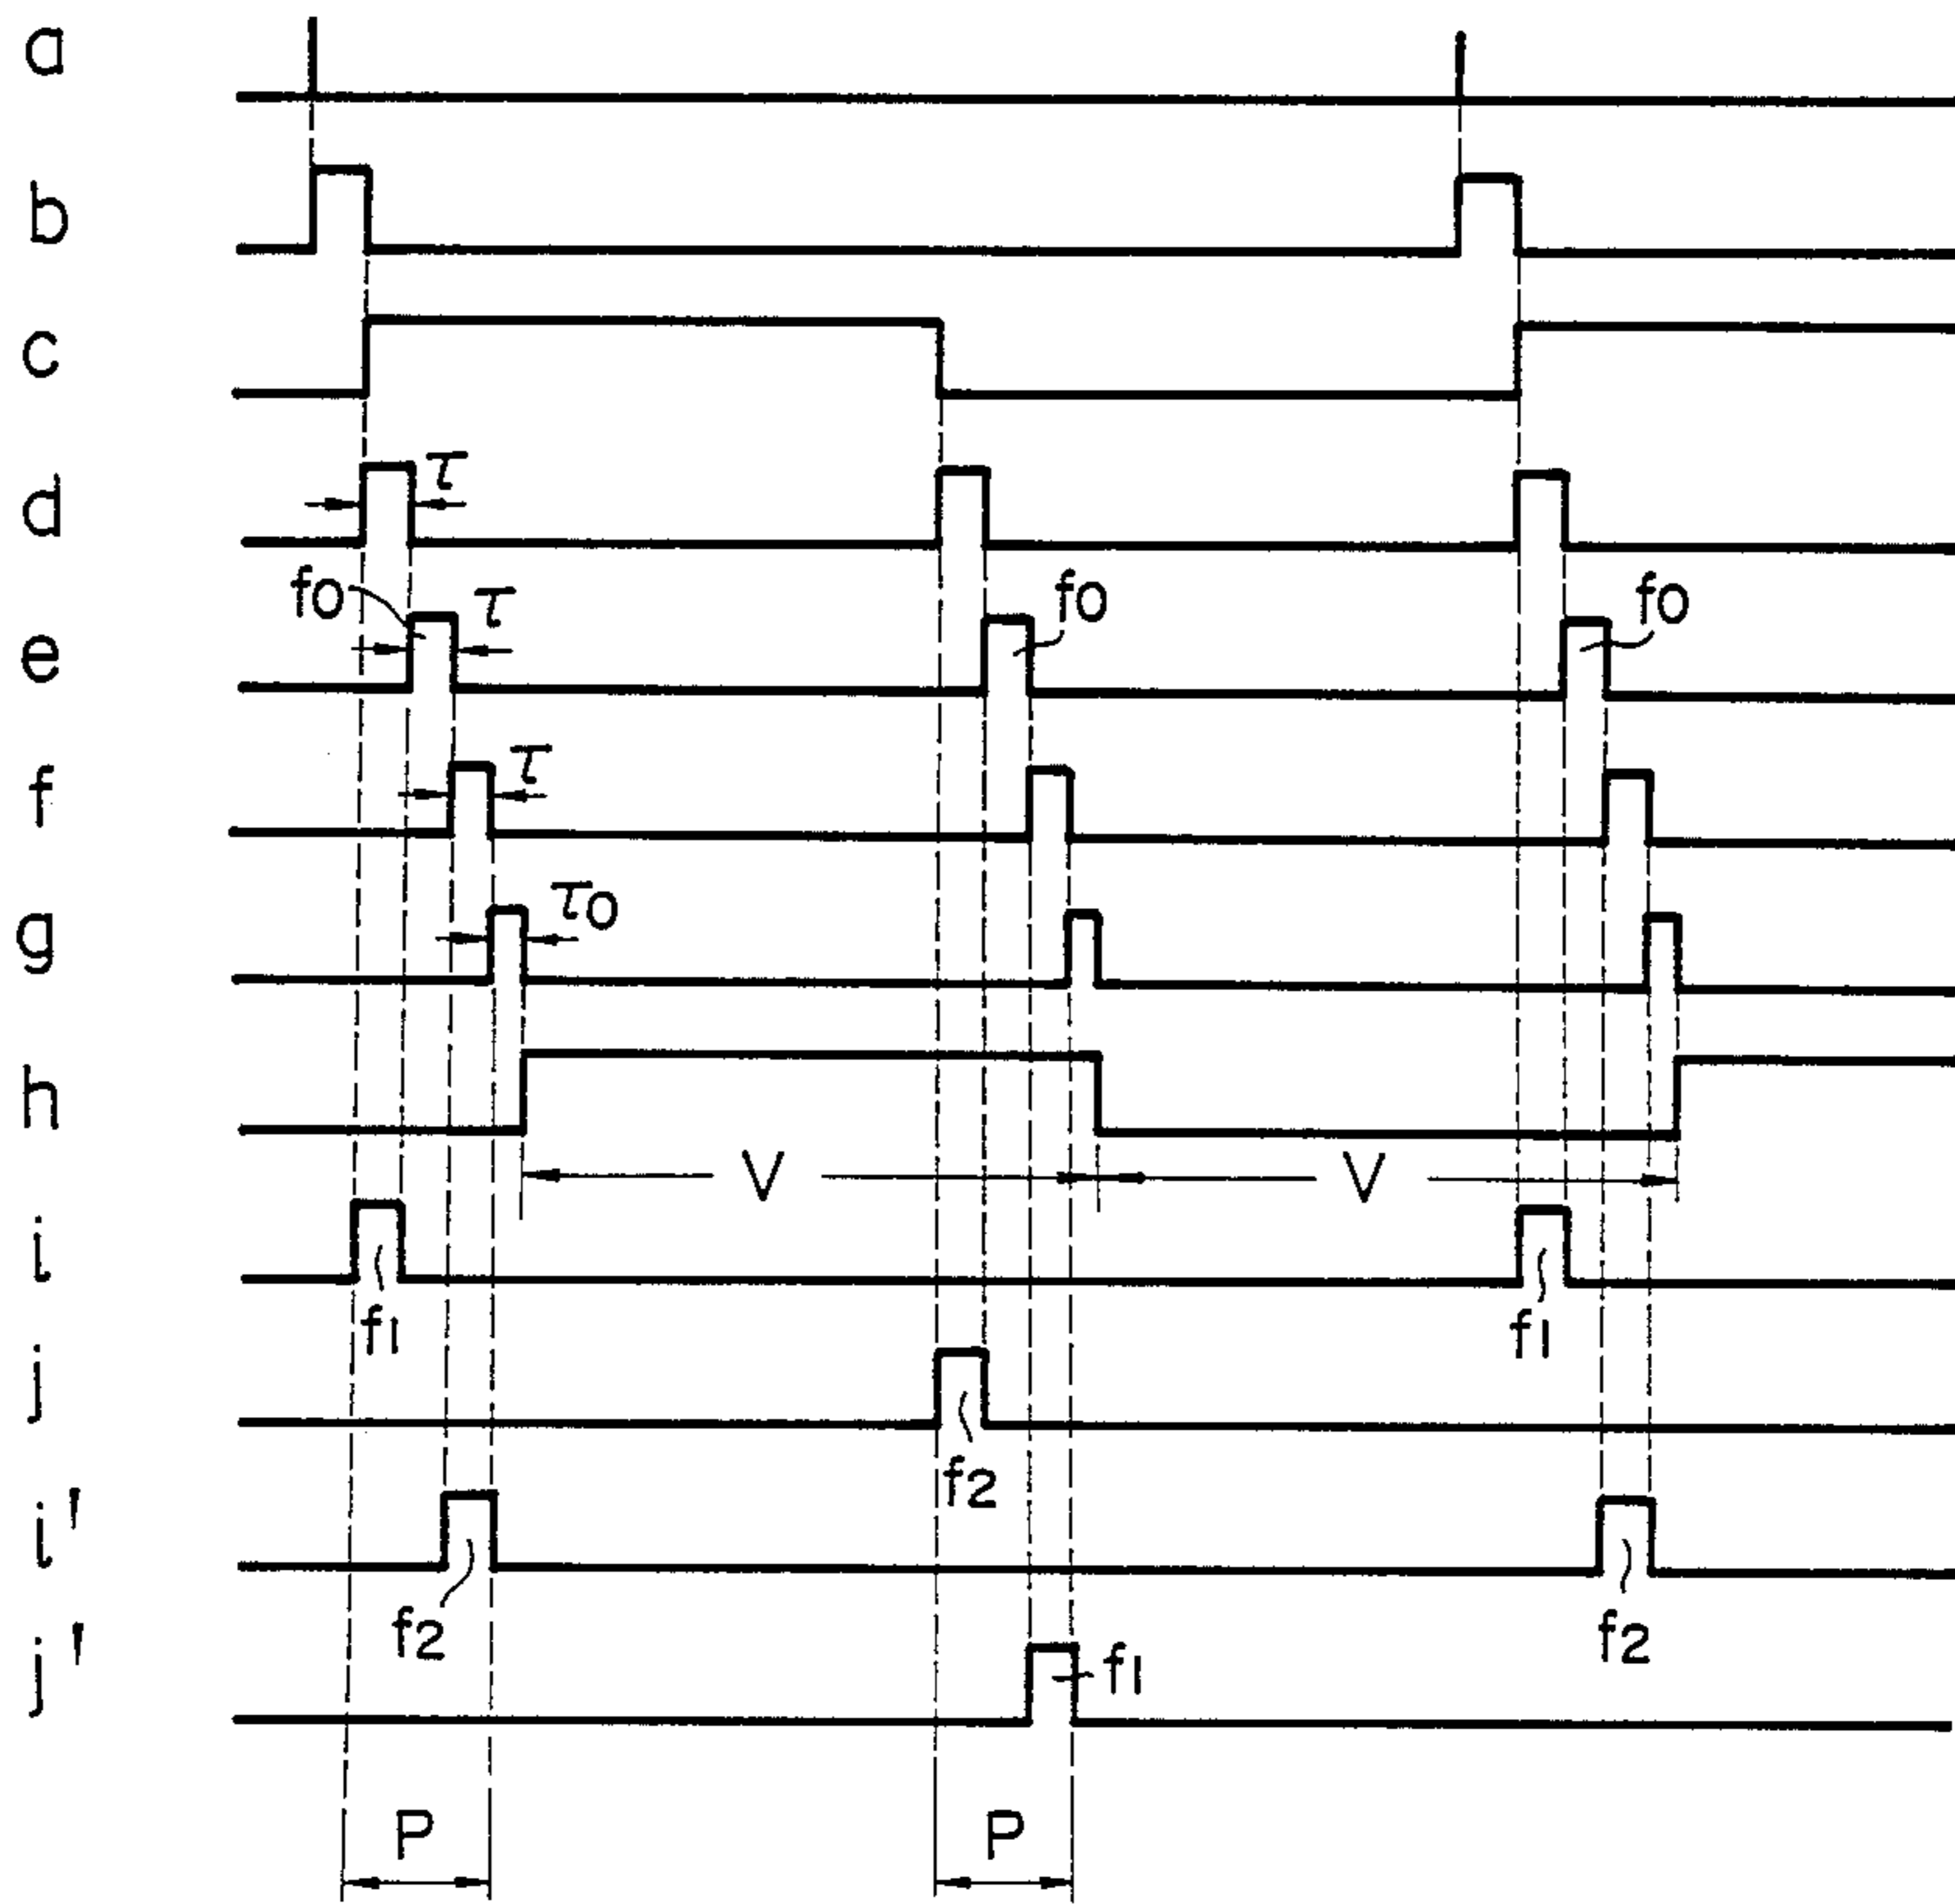 a
b
c
d τ
fo τ fo fo
e
f τ
g τo
h
V V
i
f1 f1
j
f2
i'
f2 f2
j' f1
P P